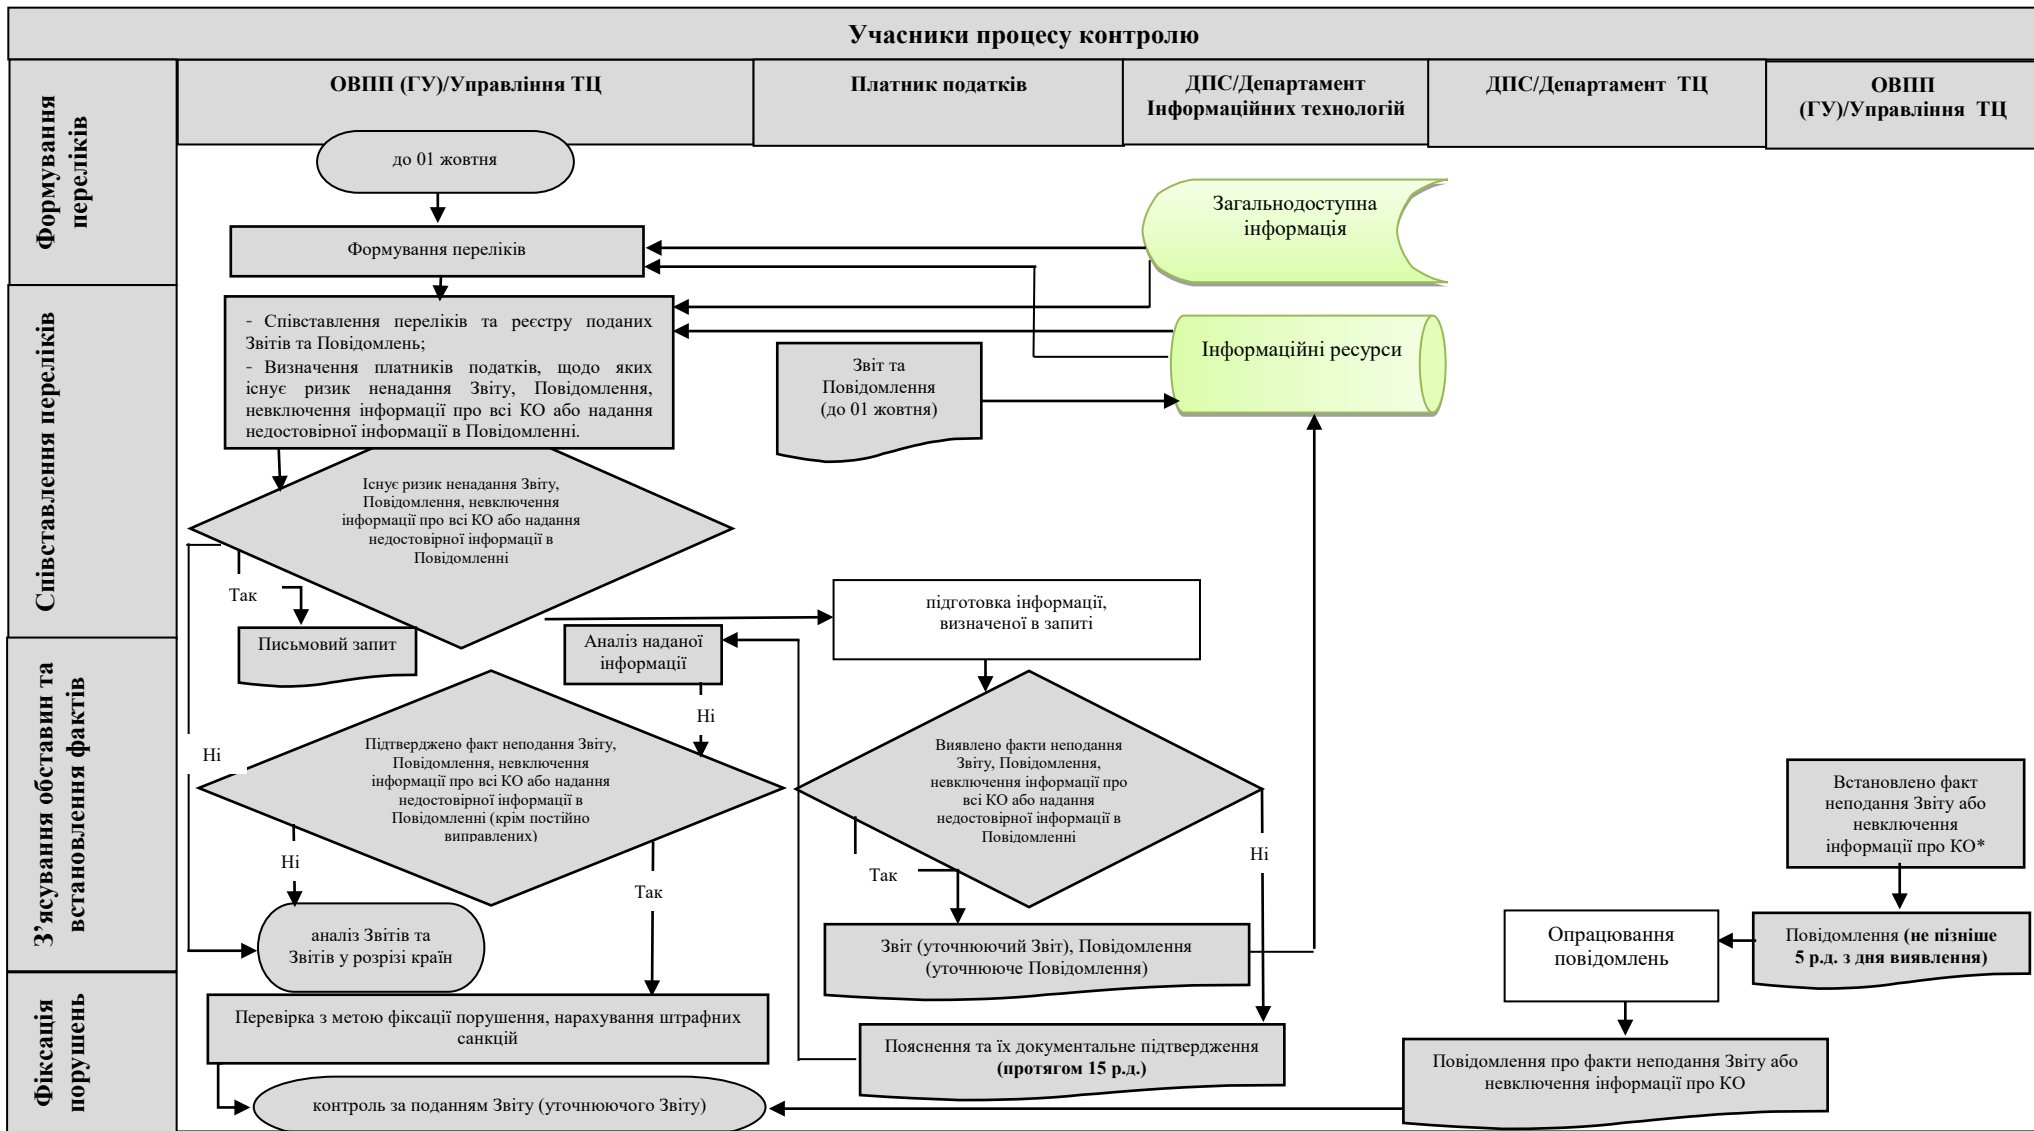 Учасники процесу контролю
ОВПП (ГУ)/Управління ТЦ
Платник податків
ДПС/Департамент
Інформаційних технологій
ДПС/Департамент ТЦ
ОВПП
(ГУ)/Управління ТЦ
Формування
переліків
до 01 жовтня
Формування переліків
Загальнодоступна
інформація
Співставлення переліків
- Співставлення переліків та реєстру поданих
Звітів та Повідомлень;
- Визначення платників податків, щодо яких
існує ризик ненадання Звіту, Повідомлення,
невключення інформації про всі КО або надання
недостовірної інформації в Повідомленні.
Звіт та
Повідомлення
(до 01 жовтня)
Інформаційні ресурси
Існує ризик ненадання Звіту,
Повідомлення, невключення
інформації про всі КО або надання
недостовірної інформації в
Повідомленні
Так
Письмовий запит
підготовка інформації,
визначеної в запиті
З’ясування обставин та
встановлення фактів
Аналіз наданої
інформації
Ні
Ні
Підтверджено факт неподання Звіту,
Повідомлення, невключення
інформації про всі КО або надання
недостовірної інформації в
Повідомленні (крім постійно
виправлених)
Виявлено факти неподання
Звіту, Повідомлення,
невключення інформації про
всі КО або надання
недостовірної інформації в
Повідомленні
Встановлено факт
неподання Звіту або
невключення
інформації про КО*
Ні
Так
Так
Ні
аналіз Звітів та
Звітів у розрізі країн
Звіт (уточнюючий Звіт), Повідомлення
(уточнююче Повідомлення)
Опрацювання
повідомлень
Повідомлення (не пізніше
5 р.д. з дня виявлення)
Фіксація
порушень
Перевірка з метою фіксації порушення, нарахування штрафних
санкцій
Пояснення та їх документальне підтвердження
(протягом 15 р.д.)
Повідомлення про факти неподання Звіту або
невключення інформації про КО
контроль за поданням Звіту (уточнюючого Звіту)